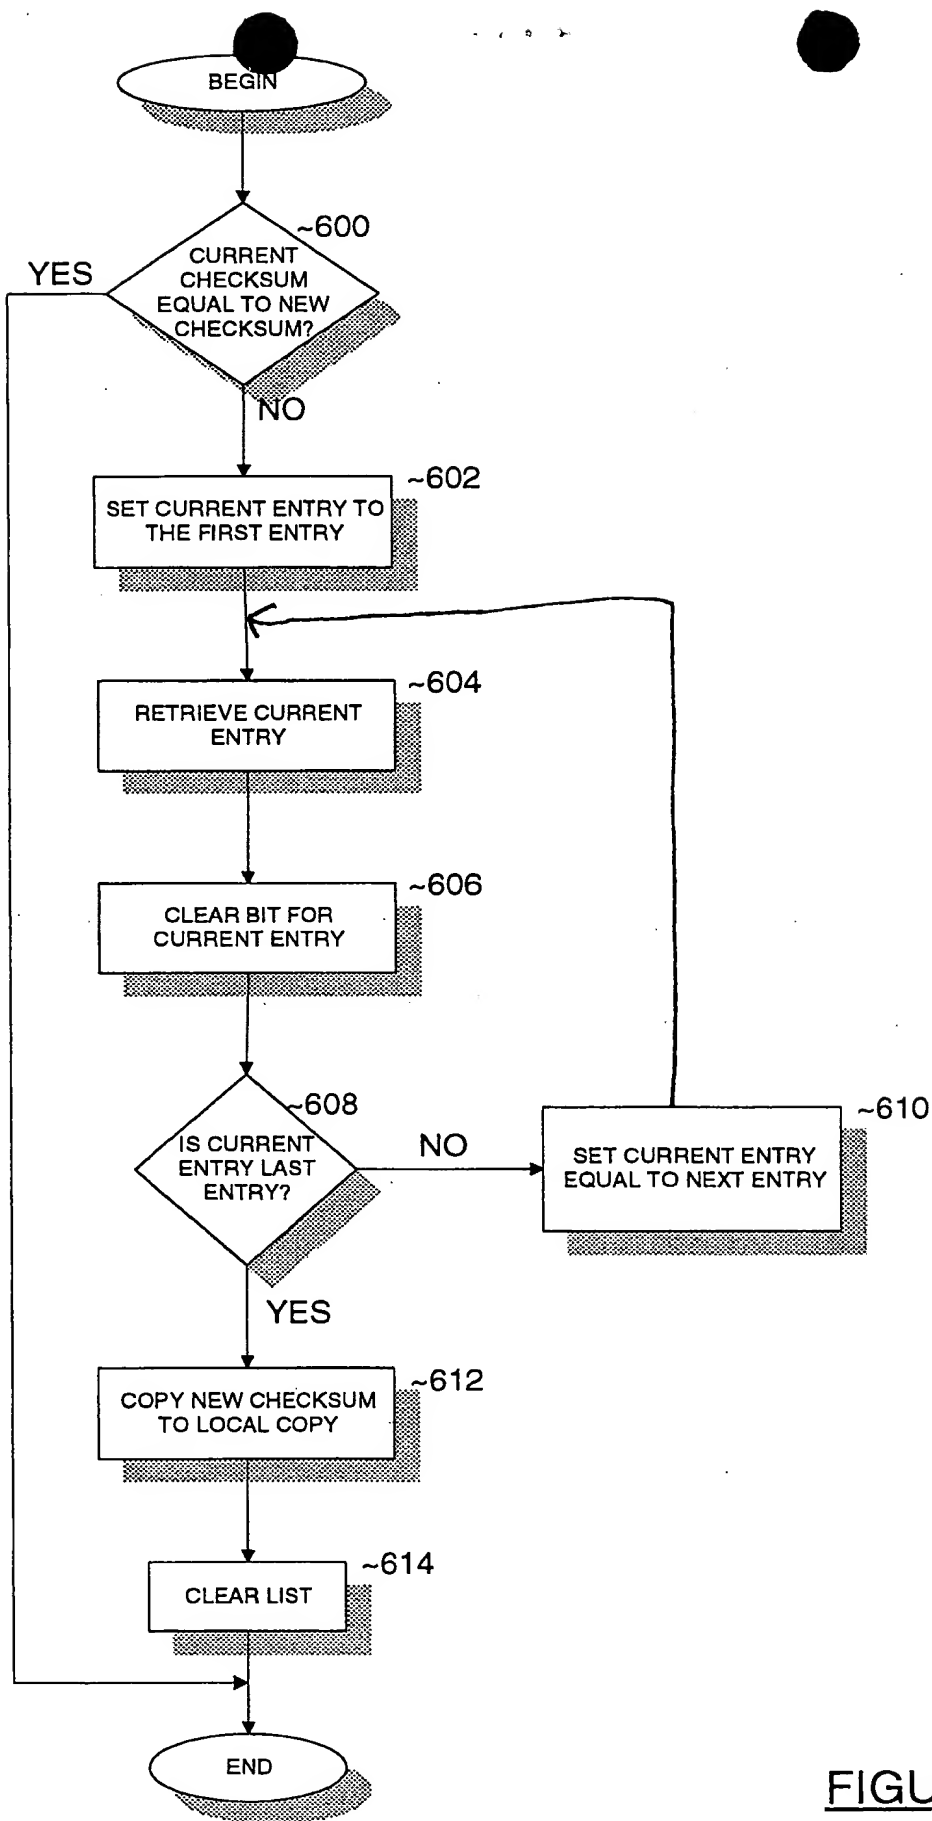 BEGIN
~600
CURRENT
CHECKSUM
EQUAL TO NEW
CHECKSUM?
YES
NO
~602
SET CURRENT ENTRY TO
THE FIRST ENTRY
~604
RETRIEVE CURRENT
ENTRY
~606
CLEAR BIT FOR
CURRENT ENTRY
~608
IS CURRENT
ENTRY LAST
ENTRY?
NO
~610
SET CURRENT ENTRY
EQUAL TO NEXT ENTRY
YES
~612
COPY NEW CHECKSUM
TO LOCAL COPY
~614
CLEAR LIST
END
FIGU